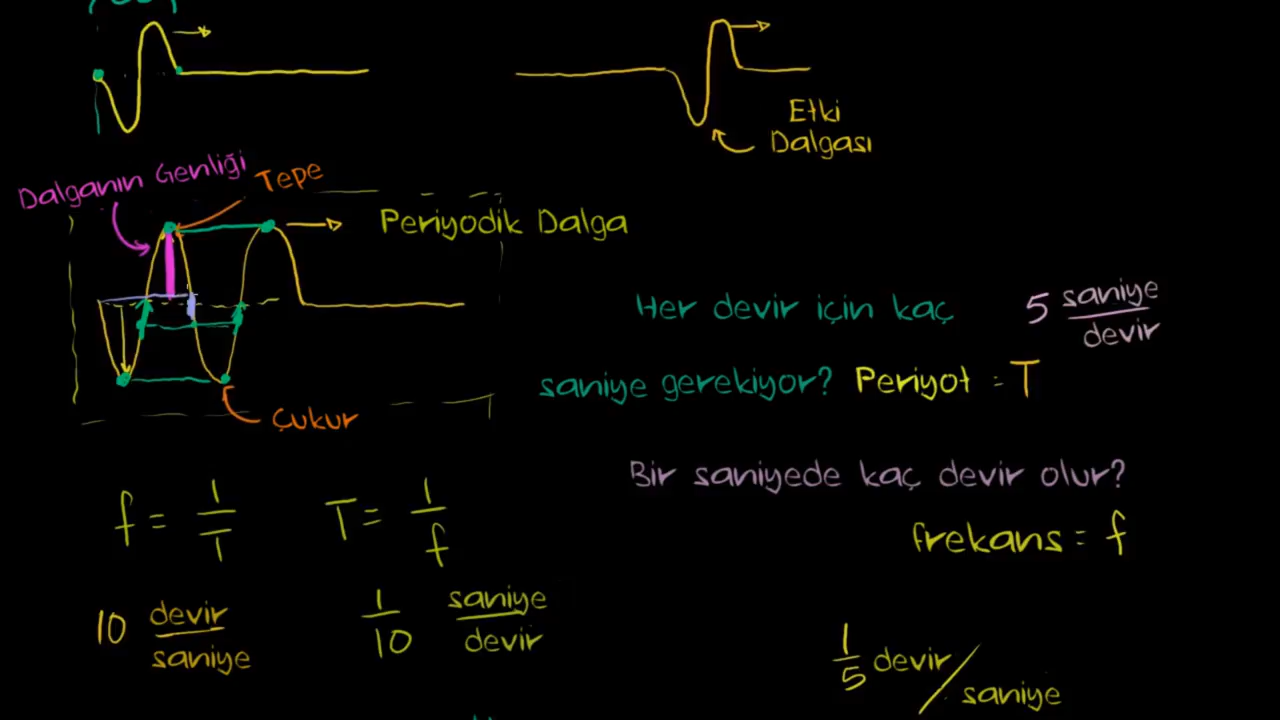 Etki
Dalgası
Dalganın Genliği
Tepe
Periyodik Dalga
Çukur
Her devir için kaç
saniye gerekiyor? Periyot = T
5 saniye
devir
Bir saniyede kaç devir olur?
frekans = f
f = 1/T
T = 1/f
10 devir
saniye
1/10 saniye
devir
1/5 devir/saniye